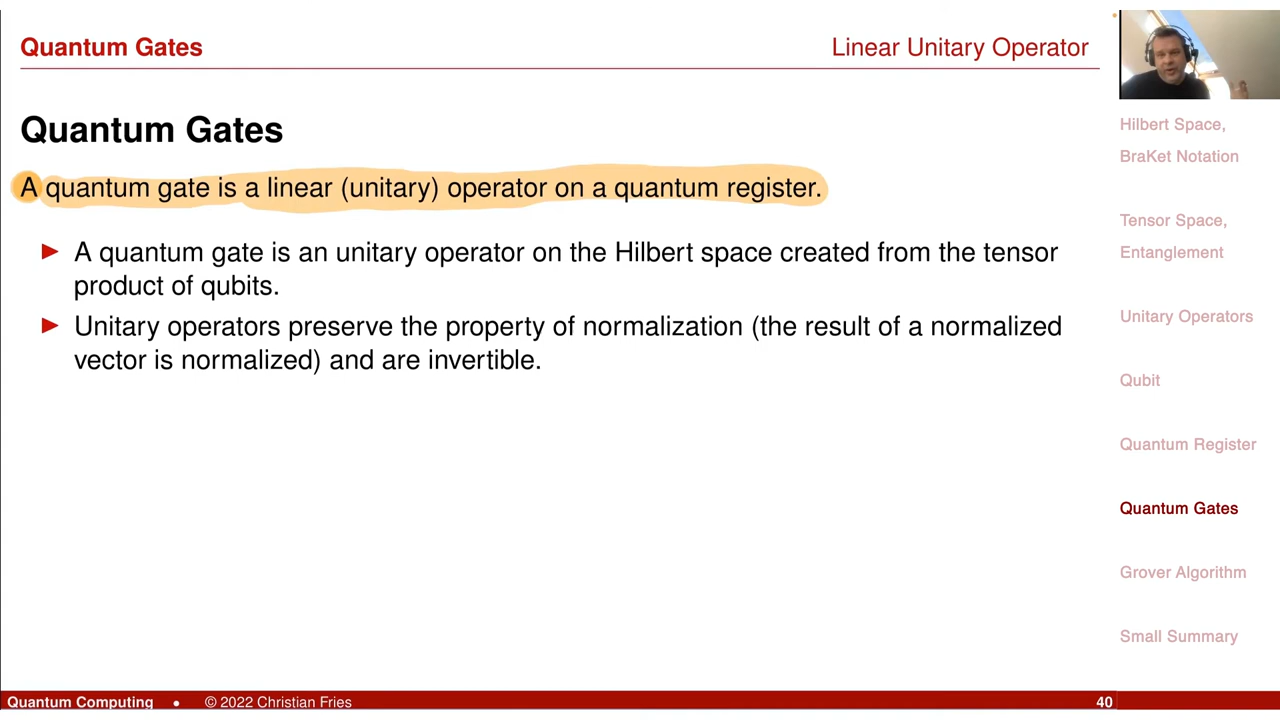 Quantum Gates
Linear Unitary Operator
Quantum Gates
A quantum gate is a linear (unitary) operator on a quantum register.
A quantum gate is an unitary operator on the Hilbert space created from the tensor
product of qubits.
Unitary operators preserve the property of normalization (the result of a normalized
vector is normalized) and are invertible.
Hilbert Space,
BraKet Notation
Tensor Space,
Entanglement
Unitary Operators
Qubit
Quantum Register
Quantum Gates
Grover Algorithm
Small Summary
Quantum Computing • © 2022 Christian Fries
40